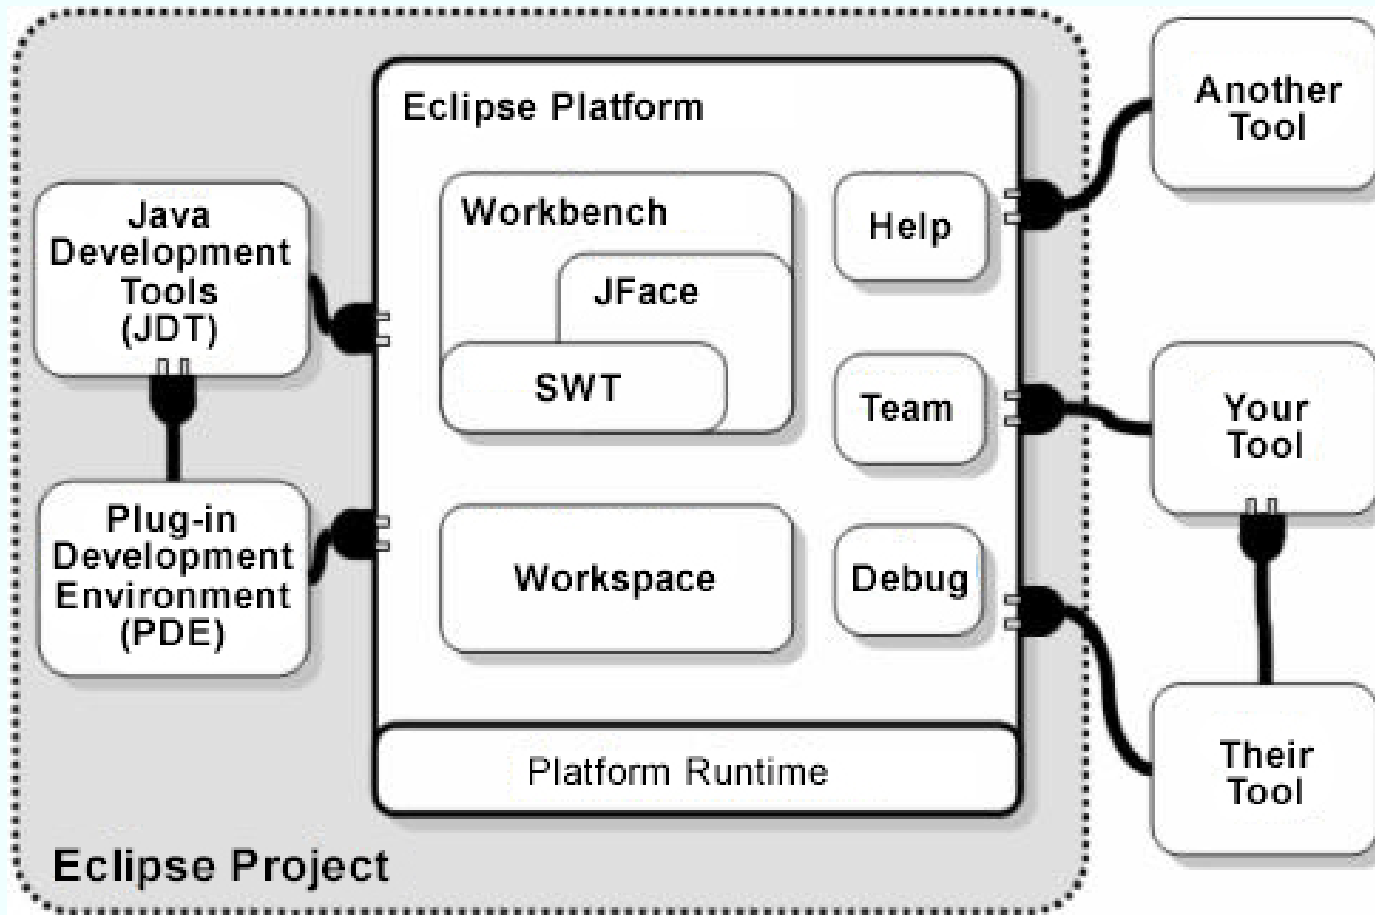 Eclipse Platform
Another
Tool
Java
Development
Tools
(JDT)
Workbench
JFace
SWT
Help
Team
Your
Tool
Plug-in
Development
Environment
(PDE)
Workspace
Debug
Their
Tool
Platform Runtime
Eclipse Project